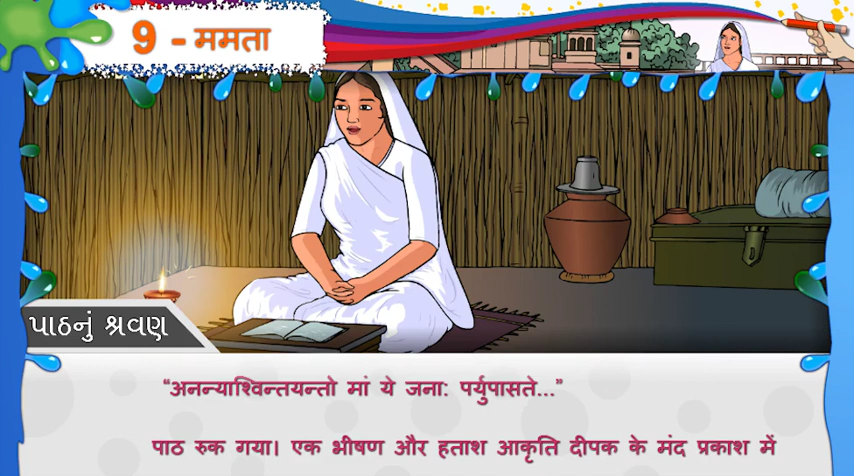 9 - ममता
પાઠનું શ્રવણ
“अनन्याश्विन्तयन्तो मां ये जना: पर्युपासते...”
पाठ रुक गया। एक भीषण और हताश आकृति दीपक के मंद प्रकाश में